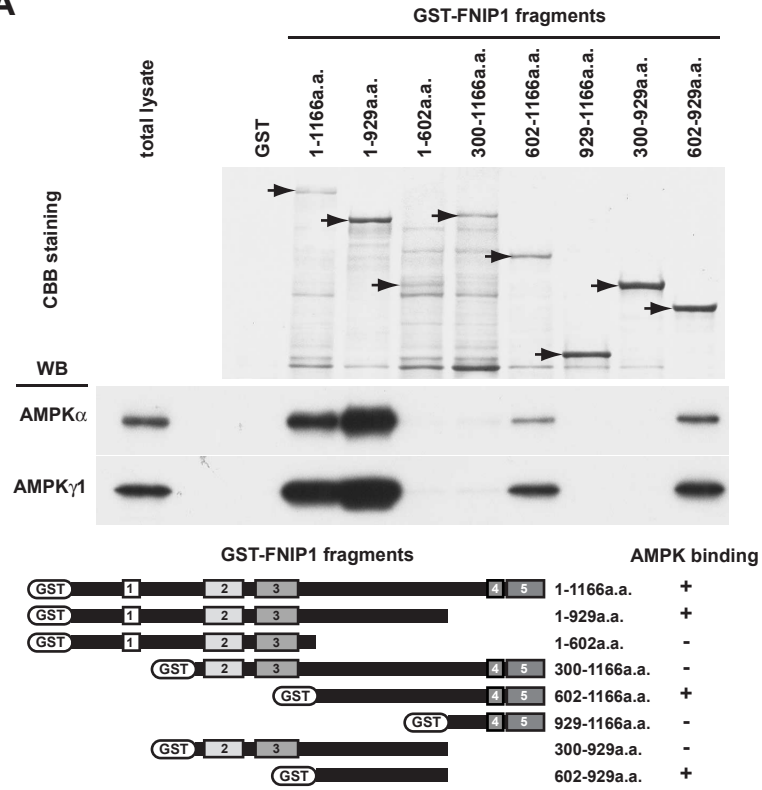 A
GST-FNIP1 fragments
total lysate
GST
1-1166a.a.
1-929a.a.
1-602a.a.
300-1166a.a.
602-1166a.a.
929-1166a.a.
300-929a.a.
602-929a.a.
CBB staining
WB
AMPKα
AMPKγ1
GST-FNIP1 fragments AMPK binding
GST 1 2 3 4 5 1-1166a.a. +
GST 1 2 3 1-929a.a. +
GST 1 2 3 1-602a.a. -
GST 2 3 4 5 300-1166a.a. -
GST 4 5 602-1166a.a. +
GST 4 5 929-1166a.a. -
GST 2 3 300-929a.a. -
GST 602-929a.a. +